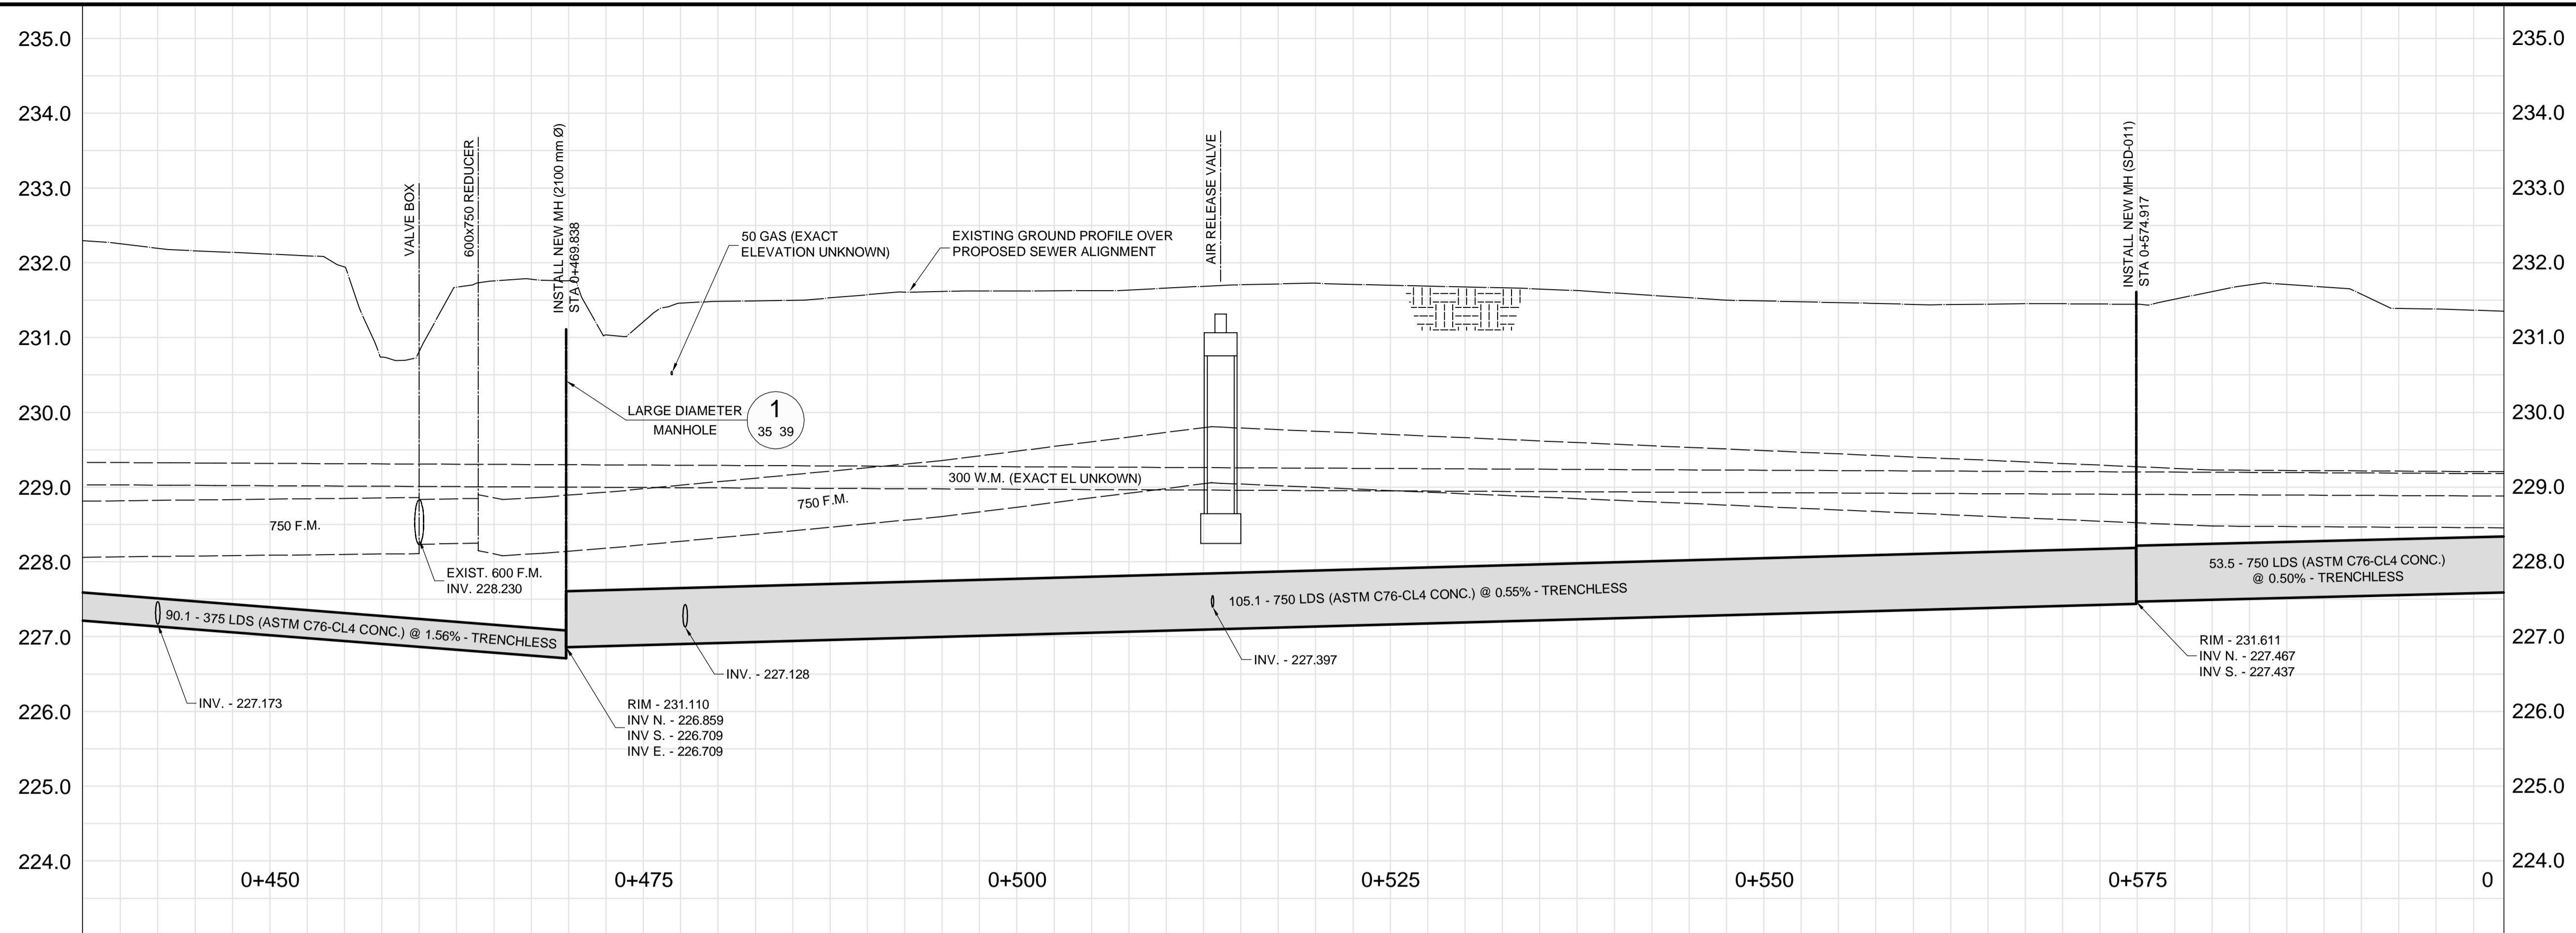 235.0
235.0
234.0
234.0
233.0
233.0
232.0
232.0
231.0
231.0
230.0
230.0
229.0
229.0
228.0
228.0
227.0
227.0
226.0
226.0
225.0
225.0
224.0
224.0
VALVE BOX
600x750 REDUCER
INSTALL NEW MH (2100 mm Ø)
STA 0+469.838
50 GAS (EXACT
ELEVATION UNKNOWN)
EXISTING GROUND PROFILE OVER
PROPOSED SEWER ALIGNMENT
AIR RELEASE VALVE
INSTALL NEW MH (SD-011)
STA 0+574.917
LARGE DIAMETER
MANHOLE
1
35 39
300 W.M. (EXACT EL UNKOWN)
750 F.M.
750 F.M.
EXIST. 600 F.M.
INV. 228.230
90.1 - 375 LDS (ASTM C76-CL4 CONC.) @ 1.56% - TRENCHLESS
105.1 - 750 LDS (ASTM C76-CL4 CONC.) @ 0.55% - TRENCHLESS
53.5 - 750 LDS (ASTM C76-CL4 CONC.)
@ 0.50% - TRENCHLESS
INV. - 227.173
INV. - 227.128
INV. - 227.397
RIM - 231.110
INV N. - 226.859
INV S. - 226.709
INV E. - 226.709
RIM - 231.611
INV N. - 227.467
INV S. - 227.437
0+450
0+475
0+500
0+525
0+550
0+575
0